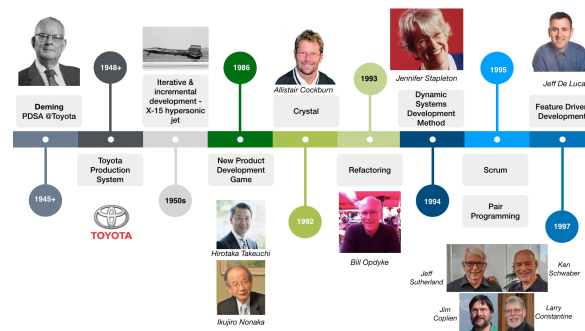 1948+
1986
1993
1995
Iterative &
incremental
development -
X-15 hypersonic
jet
Allistair Cockburn
Jennifer Stapleton
Jeff De Luca
Deming
PDSA @Toyota
Crystal
Dynamic
Systems
Development
Method
Feature Driven
Development
Toyota
Production
System
New Product
Development
Game
Refactoring
Scrum
Pair
Programming
1945+
1950s
1992
1994
1997
TOYOTA
Hirotaka Takeuchi
Ikujiro Nonaka
Bill Opdyke
Jeff
Sutherland
Ken
Schwaber
Jim
Coplien
Larry
Constantine